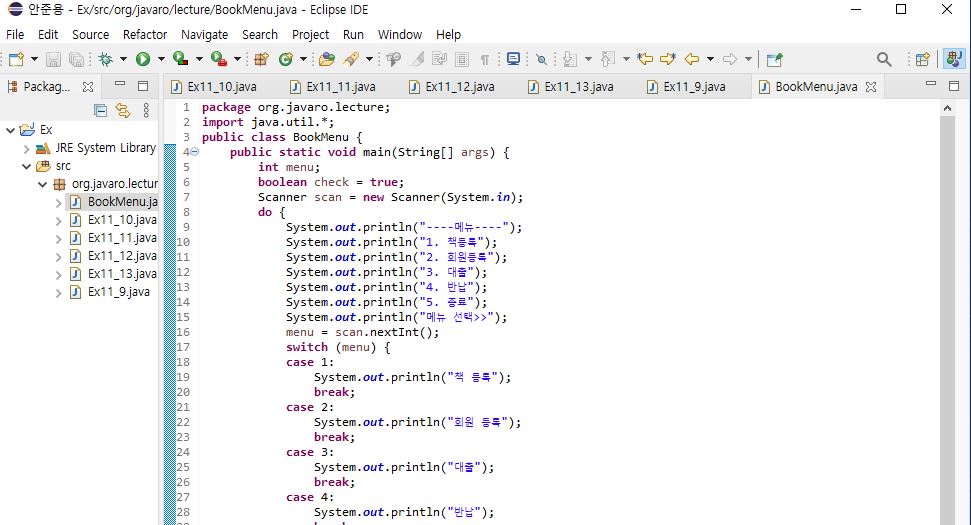 안준용 - Ex/src/org/javaro/lecture/BookMenu.java - Eclipse IDE
File Edit Source Refactor Navigate Search Project Run Window Help
Packag...
Ex11_10.java Ex11_11.java Ex11_12.java Ex11_13.java Ex11_9.java BookMenu.java
Ex
JRE System Library
src
org.javaro.lectur
BookMenu.ja
Ex11_10.java
Ex11_11.java
Ex11_12.java
Ex11_13.java
Ex11_9.java
1 package org.javaro.lecture;
2 import java.util.*;
3 public class BookMenu {
4 public static void main(String[] args) {
5 int menu;
6 boolean check = true;
7 Scanner scan = new Scanner(System.in);
8 do {
9 System.out.println("----메뉴----");
10 System.out.println("1. 책등록");
11 System.out.println("2. 회원등록");
12 System.out.println("3. 대출");
13 System.out.println("4. 반납");
14 System.out.println("5. 종료");
15 System.out.println("메뉴 선택>>");
16 menu = scan.nextInt();
17 switch (menu) {
18 case 1:
19 System.out.println("책 등록");
20 break;
21 case 2:
22 System.out.println("회원 등록");
23 break;
24 case 3:
25 System.out.println("대출");
26 break;
27 case 4:
28 System.out.println("반납");